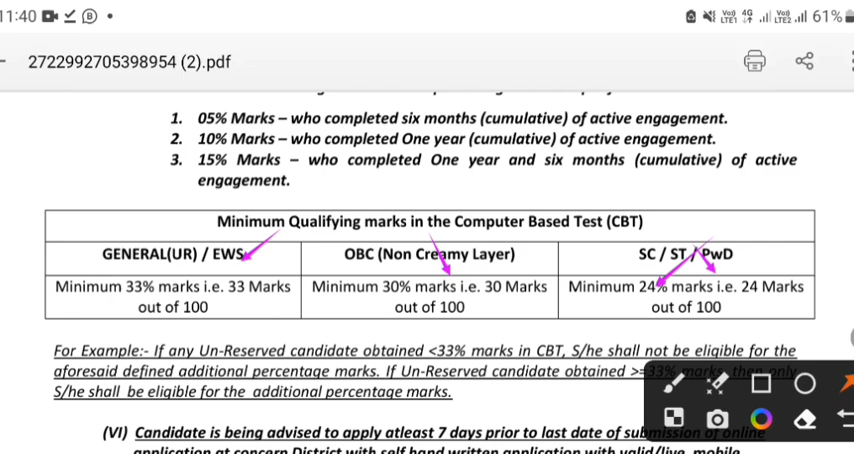 11:40
Vo)) 4G Vo)) 61%
LTE1 LTE2
2722992705398954 (2).pdf
1. 05% Marks – who completed six months (cumulative) of active engagement.
2. 10% Marks – who completed One year (cumulative) of active engagement.
3. 15% Marks – who completed One year and six months (cumulative) of active
engagement.
Minimum Qualifying marks in the Computer Based Test (CBT)
GENERAL(UR) / EWS OBC (Non Creamy Layer) SC / ST / PwD
Minimum 33% marks i.e. 33 Marks Minimum 30% marks i.e. 30 Marks Minimum 24% marks i.e. 24 Marks
out of 100 out of 100 out of 100
For Example:- If any Un-Reserved candidate obtained <33% marks in CBT, S/he shall not be eligible for the
aforesaid defined additional percentage marks. If Un-Reserved candidate obtained >=33% marks, then only
S/he shall be eligible for the additional percentage marks.
(VI) Candidate is being advised to apply atleast 7 days prior to last date of submission of online
application at concern District with self hand written application with valid/live mobile